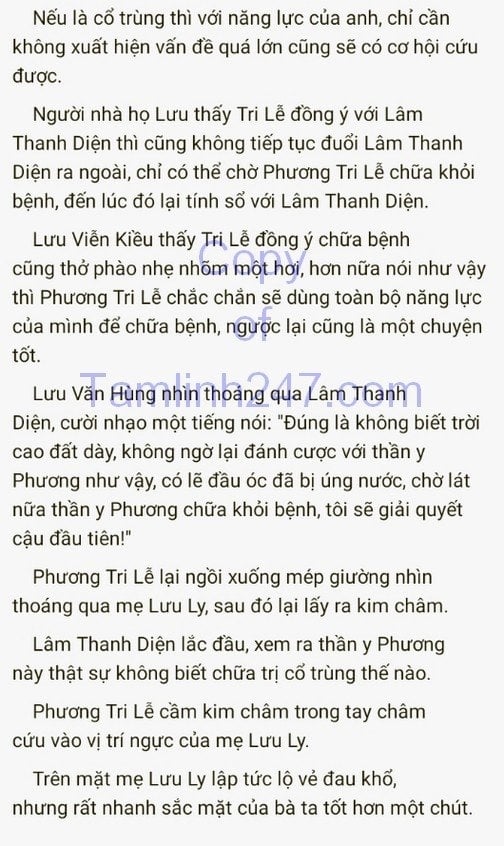 Nếu là cổ trùng thì với năng lực của anh, chỉ cần
không xuất hiện vấn đề quá lớn cũng sẽ có cơ hội cứu
được.
Người nhà họ Lưu thấy Tri Lễ đồng ý với Lâm
Thanh Diện thì cũng không tiếp tục đuổi Lâm Thanh
Diện ra ngoài, chỉ có thể chờ Phương Tri Lễ chữa khỏi
bệnh, đến lúc đó lại tính sổ với Lâm Thanh Diện.
Lưu Viễn Kiều thấy Tri Lễ đồng ý chữa bệnh
cũng thở phào nhẹ nhõm một hơi, hơn nữa nói như vậy
thì Phương Tri Lễ chắc chắn sẽ dùng toàn bộ năng lực
của mình để chữa bệnh, ngược lại cũng là một chuyện
tốt.
Lưu Văn Hùng nhìn thoáng qua Lâm Thanh
Diện, cười nhạo một tiếng nói: "Đúng là không biết trời
cao đất dày, không ngờ lại đánh cược với thần y
Phương như vậy, có lẽ đầu óc đã bị úng nước, chờ lát
nữa thần y Phương chữa khỏi bệnh, tôi sẽ giải quyết
cậu đầu tiên!"
Phương Tri Lễ lại ngồi xuống mép giường nhìn
thoáng qua mẹ Lưu Ly, sau đó lại lấy ra kim châm.
Lâm Thanh Diện lắc đầu, xem ra thần y Phương
này thật sự không biết chữa trị cổ trùng thế nào.
Phương Tri Lễ cầm kim châm trong tay châm
cứu vào vị trí ngực của mẹ Lưu Ly.
Trên mặt mẹ Lưu Ly lập tức lộ vẻ đau khổ,
nhưng rất nhanh sắc mặt của bà ta tốt hơn một chút.
Copy
of
Tamlinh247.com